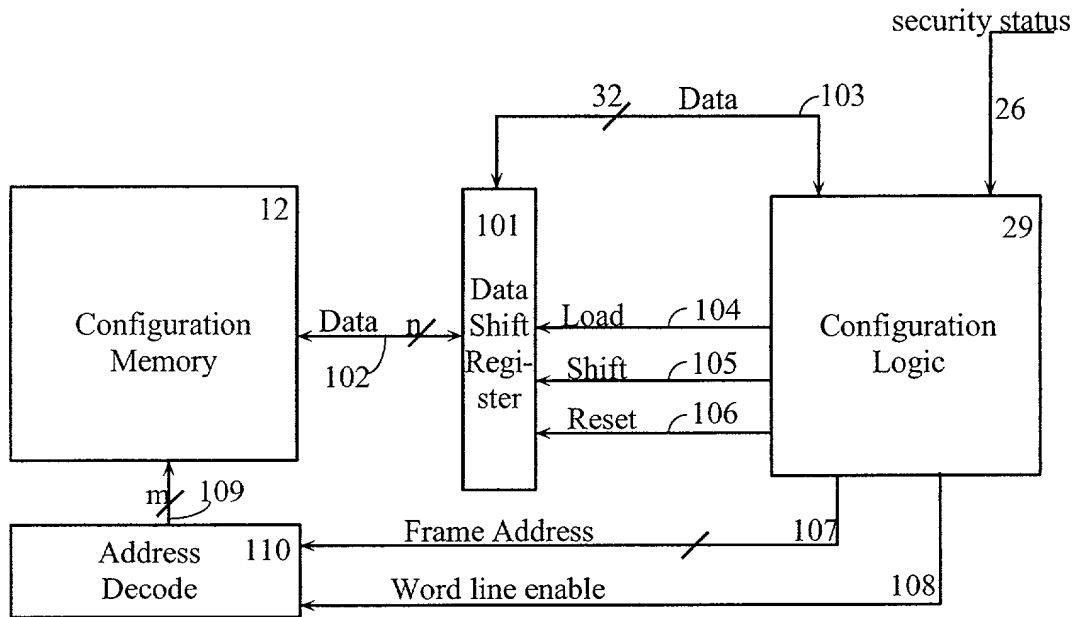 security status
32 Data 103
26
12
101
29
Configuration
Memory
Data n
102
Data
Shift
Regi-
ster
Load 104
Shift 105
Reset 106
Configuration
Logic
m 109
Frame Address 107
Address
Decode
110
Word line enable 108